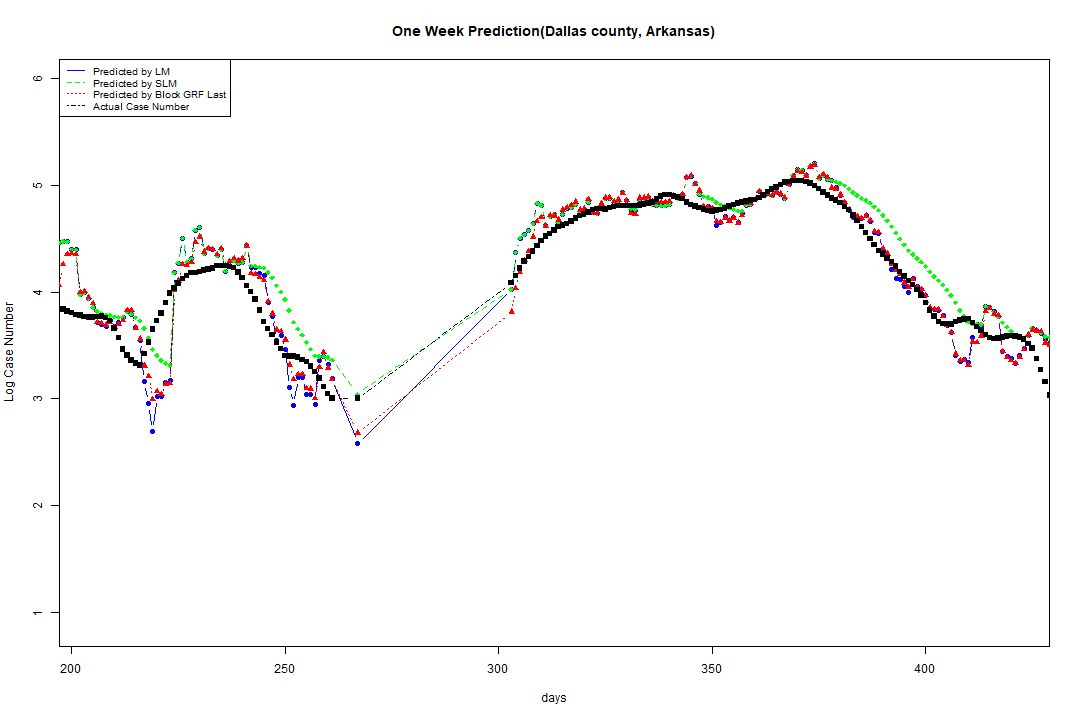 One Week Prediction(Dallas county, Arkansas)
Predicted by LM
Predicted by SLM
Predicted by Block GRF Last
Actual Case Number
6
5
4
3
2
1
Log Case Number
200 250 300 350 400
days